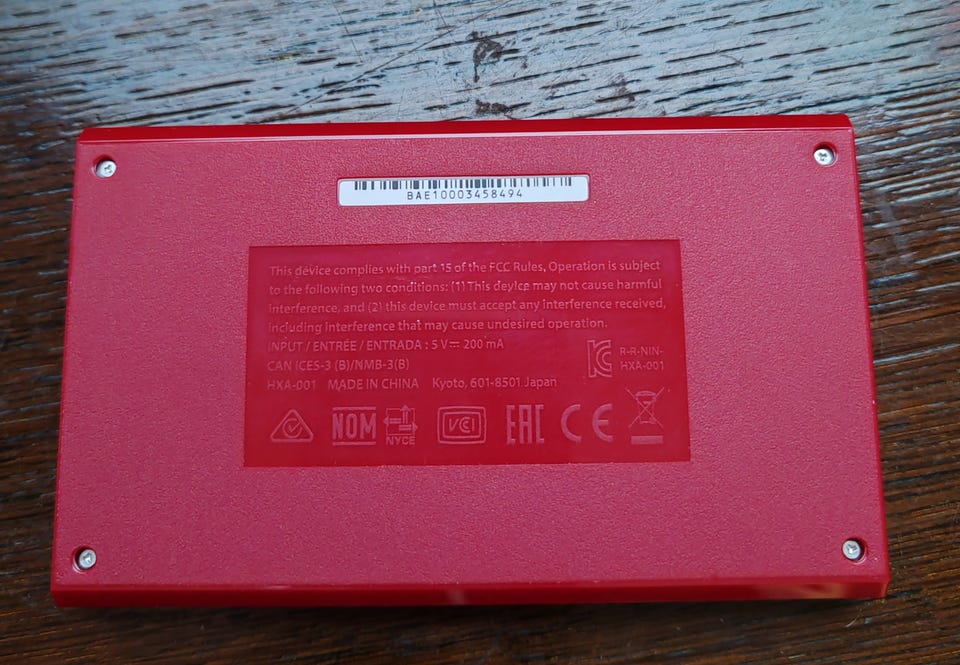 BAE10003458494
This device complies with part 15 of the FCC Rules, Operation is subject
to the following two conditions: (1) This device may not cause harmful
interference, and (2) this device must accept any interference received,
including interference that may cause undesired operation.
INPUT / ENTRÉE / ENTRADA : 5 V⎓ 200 mA
CAN ICES-3 (B)/NMB-3(B)
R-R-NIN-
HXA-001
HXA-001 MADE IN CHINA Kyoto, 601-8501 Japan
NOM
NYCE
VCI
EAC
CE